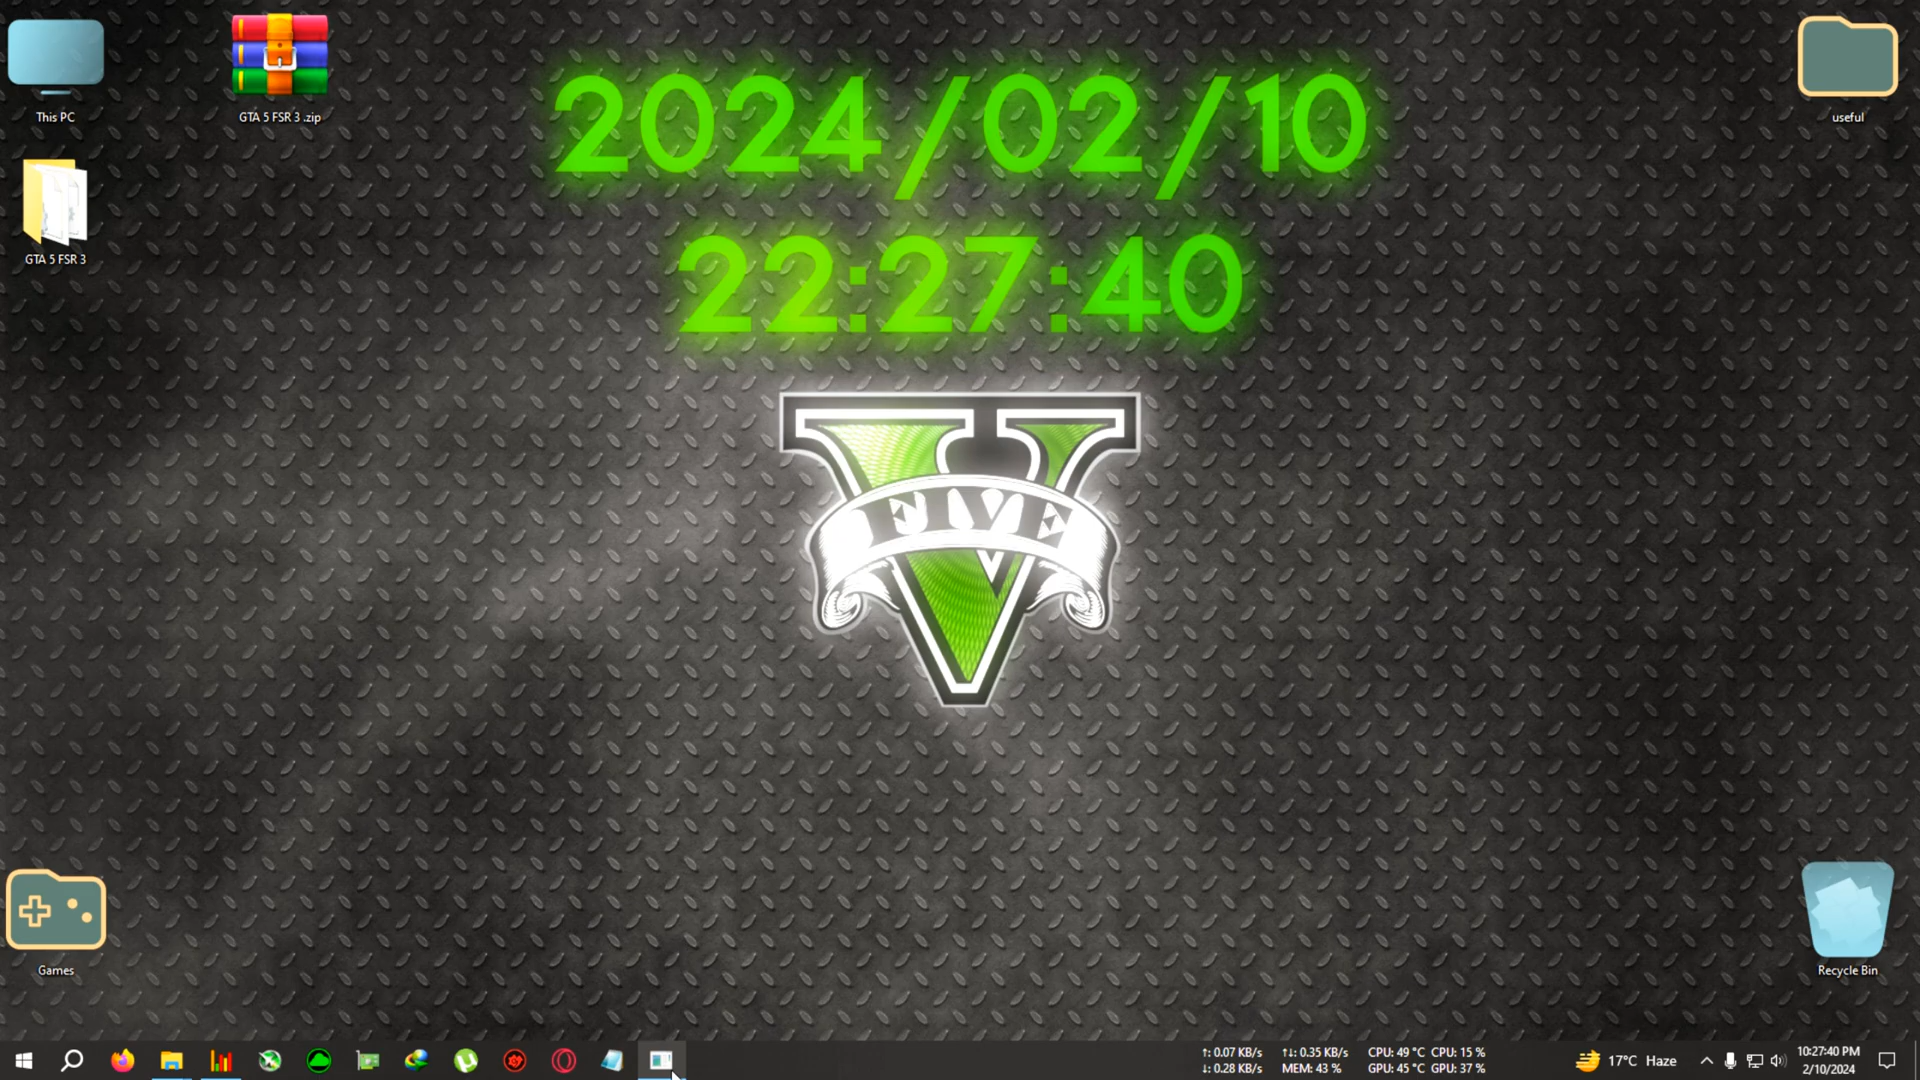 This PC
GTA 5 FSR 3 .zip
2024/02/10
useful
GTA 5 FSR 3
22:27:40
FIVE
Games
Recycle Bin
↑: 0.07 KB/s
↓: 0.28 KB/s
↑↓: 0.35 KB/s
MEM: 43 %
CPU: 49 °C CPU: 15 %
GPU: 45 °C GPU: 37 %
17°C Haze
10:27:40 PM
2/10/2024